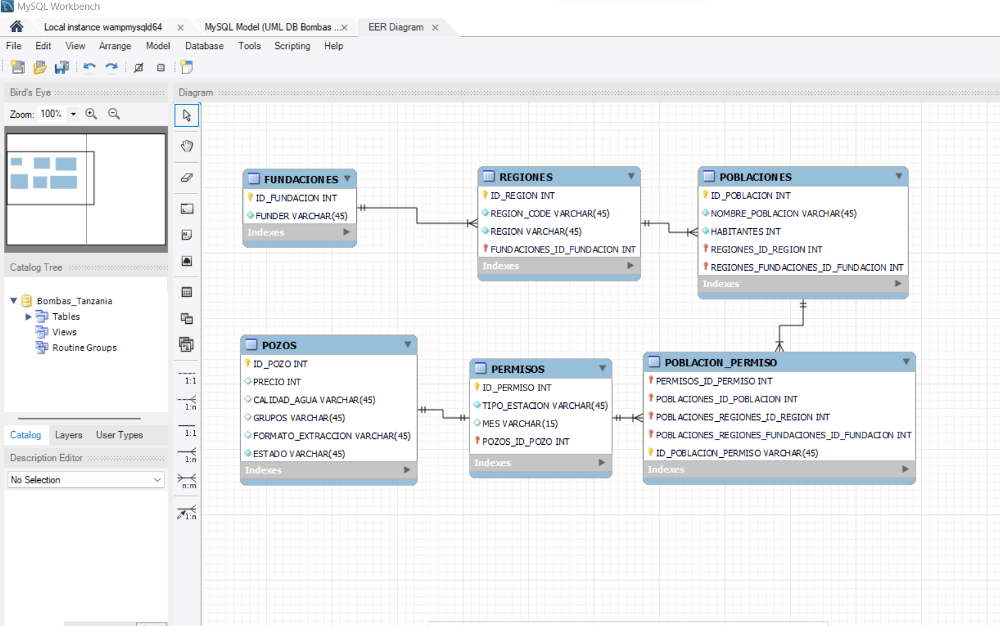 MySQL Workbench
Local instance wampmysqld64
MySQL Model (UML DB Bombas ...
EER Diagram
File Edit View Arrange Model Database Tools Scripting Help
Bird's Eye
Zoom: 100%
Diagram
FUNDACIONES
ID_FUNDACION INT
FUNDER VARCHAR(45)
Indexes
REGIONES
ID_REGION INT
REGION_CODE VARCHAR(45)
REGION VARCHAR(45)
FUNDACIONES_ID_FUNDACION INT
Indexes
POBLACIONES
ID_POBLACION INT
NOMBRE_POBLACION VARCHAR(45)
HABITANTES INT
REGIONES_ID_REGION INT
REGIONES_FUNDACIONES_ID_FUNDACION INT
Indexes
Catalog Tree
Bombas_Tanzania
Tables
Views
Routine Groups
Catalog Layers User Types
Description Editor
No Selection
1:1
1:n
1:1
1:n
n:m
1:n
POZOS
ID_POZO INT
PRECIO INT
CALIDAD_AGUA VARCHAR(45)
GRUPOS VARCHAR(45)
FORMATO_EXTRACCION VARCHAR(45)
ESTADO VARCHAR(45)
Indexes
PERMISOS
ID_PERMISO INT
TIPO_ESTACION VARCHAR(45)
MES VARCHAR(15)
POZOS_ID_POZO INT
Indexes
POBLACION_PERMISO
PERMISOS_ID_PERMISO INT
POBLACIONES_ID_POBLACION INT
POBLACIONES_REGIONES_ID_REGION INT
POBLACIONES_REGIONES_FUNDACIONES_ID_FUNDACION INT
ID_POBLACION_PERMISO VARCHAR(45)
Indexes